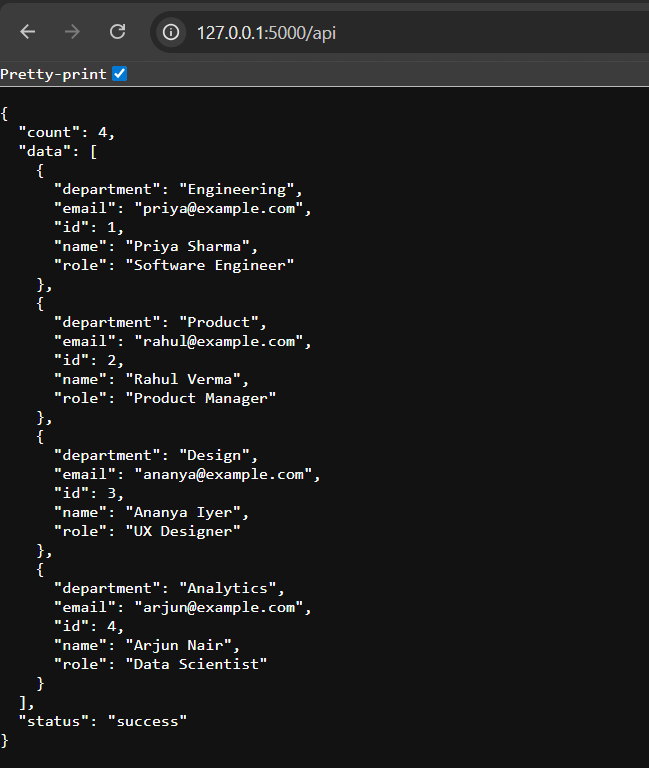 127.0.0.1:5000/api
Pretty-print
{
  "count": 4,
  "data": [
    {
      "department": "Engineering",
      "email": "priya@example.com",
      "id": 1,
      "name": "Priya Sharma",
      "role": "Software Engineer"
    },
    {
      "department": "Product",
      "email": "rahul@example.com",
      "id": 2,
      "name": "Rahul Verma",
      "role": "Product Manager"
    },
    {
      "department": "Design",
      "email": "ananya@example.com",
      "id": 3,
      "name": "Ananya Iyer",
      "role": "UX Designer"
    },
    {
      "department": "Analytics",
      "email": "arjun@example.com",
      "id": 4,
      "name": "Arjun Nair",
      "role": "Data Scientist"
    }
  ],
  "status": "success"
}